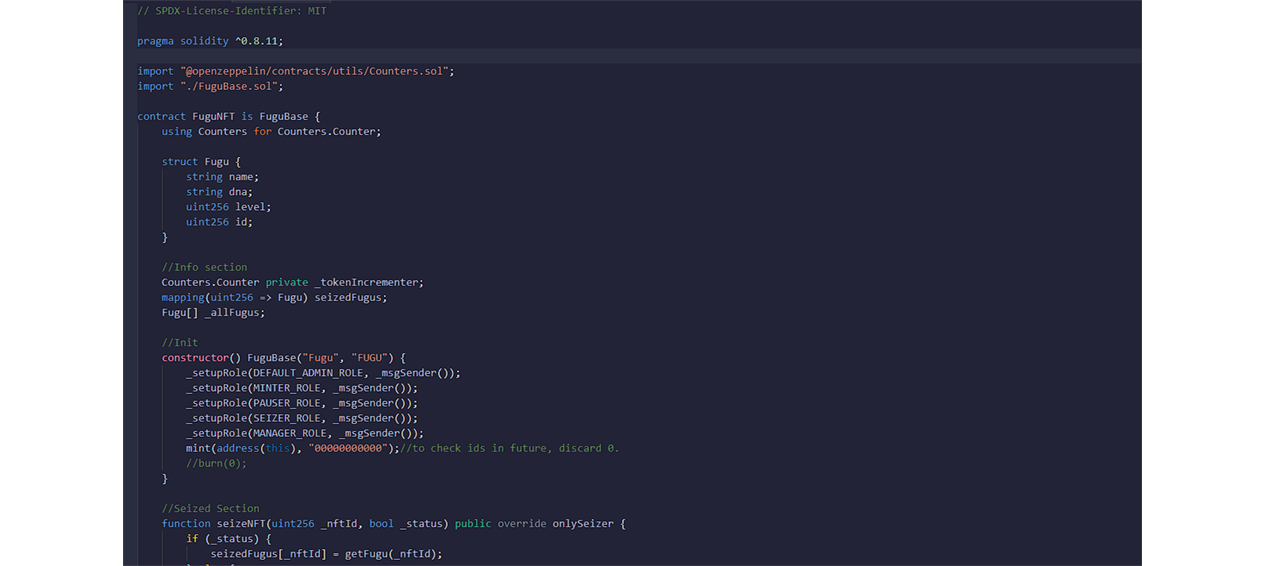 // SPDX-License-Identifier: MIT
pragma solidity ^0.8.11;
import "@openzeppelin/contracts/utils/Counters.sol";
import "./FuguBase.sol";
contract FuguNFT is FuguBase {
using Counters for Counters.Counter;
struct Fugu {
string name;
string dna;
uint256 level;
uint256 id;
}
//Info section
Counters.Counter private _tokenIncrementer;
mapping(uint256 => Fugu) seizedFugus;
Fugu[] _allFugus;
//Init
constructor() FuguBase("Fugu", "FUGU") {
_setupRole(DEFAULT_ADMIN_ROLE, _msgSender());
_setupRole(MINTER_ROLE, _msgSender());
_setupRole(PAUSER_ROLE, _msgSender());
_setupRole(SEIZER_ROLE, _msgSender());
_setupRole(MANAGER_ROLE, _msgSender());
mint(address(this), "00000000000");//to check ids in future, discard 0.
//burn(0);
}
//Seized Section
function seizeNFT(uint256 _nftId, bool _status) public override onlySeizer {
if (_status) {
seizedFugus[_nftId] = getFugu(_nftId);